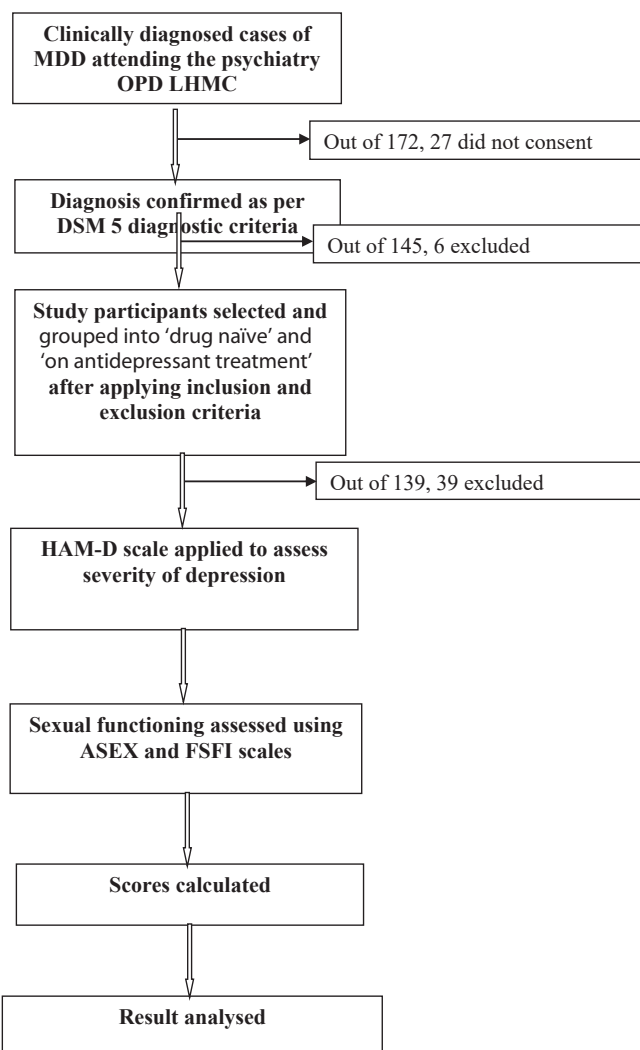 Clinically diagnosed cases of
MDD attending the psychiatry
OPD LHMC
Out of 172, 27 did not consent
Diagnosis confirmed as per
DSM 5 diagnostic criteria
Out of 145, 6 excluded
Study participants selected and
grouped into ‘drug naïve’ and
‘on antidepressant treatment’
after applying inclusion and
exclusion criteria
Out of 139, 39 excluded
HAM-D scale applied to assess
severity of depression
Sexual functioning assessed using
ASEX and FSFI scales
Scores calculated
Result analysed